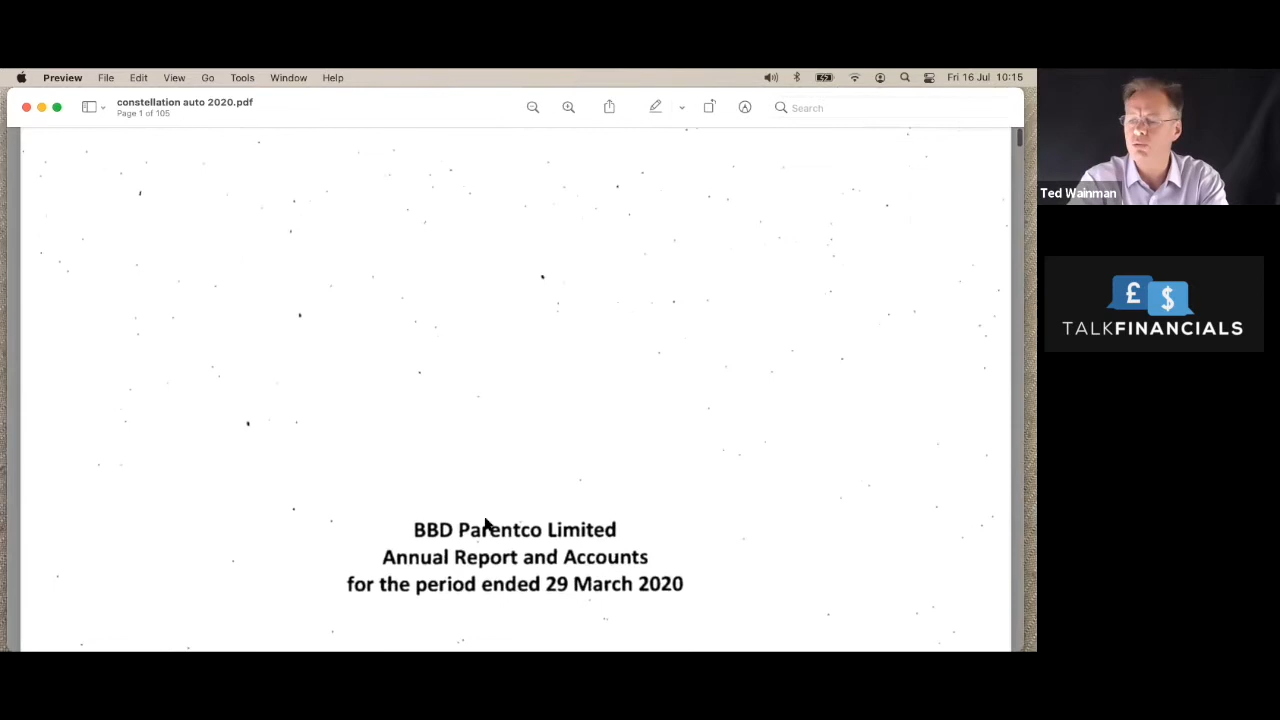 Preview File Edit View Go Tools Window Help Fri 16 Jul 10:15
constellation auto 2020.pdf
Page 1 of 105
Search
BBD Parentco Limited
Annual Report and Accounts
for the period ended 29 March 2020
Ted Wainman
£ $
TALKFINANCIALS